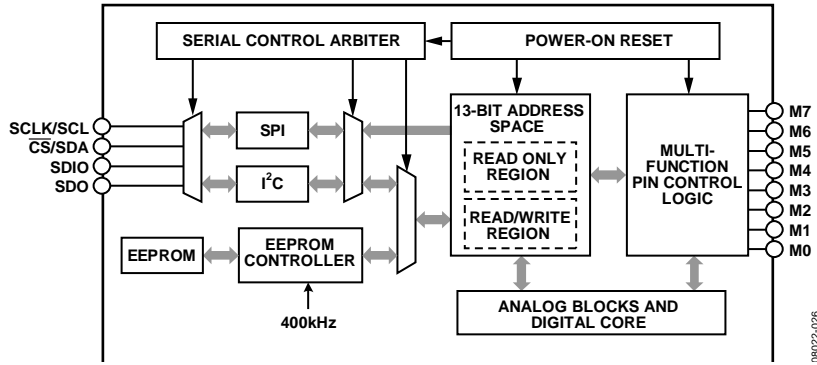 SERIAL CONTROL ARBITER
POWER-ON RESET
SCLK/SCL
CS/SDA
SDIO
SDO
SPI
I²C
13-BIT ADDRESS
SPACE
READ ONLY
REGION
READ/WRITE
REGION
MULTI-
FUNCTION
PIN CONTROL
LOGIC
M7
M6
M5
M4
M3
M2
M1
M0
EEPROM
EEPROM
CONTROLLER
400kHz
ANALOG BLOCKS AND
DIGITAL CORE
08022-026